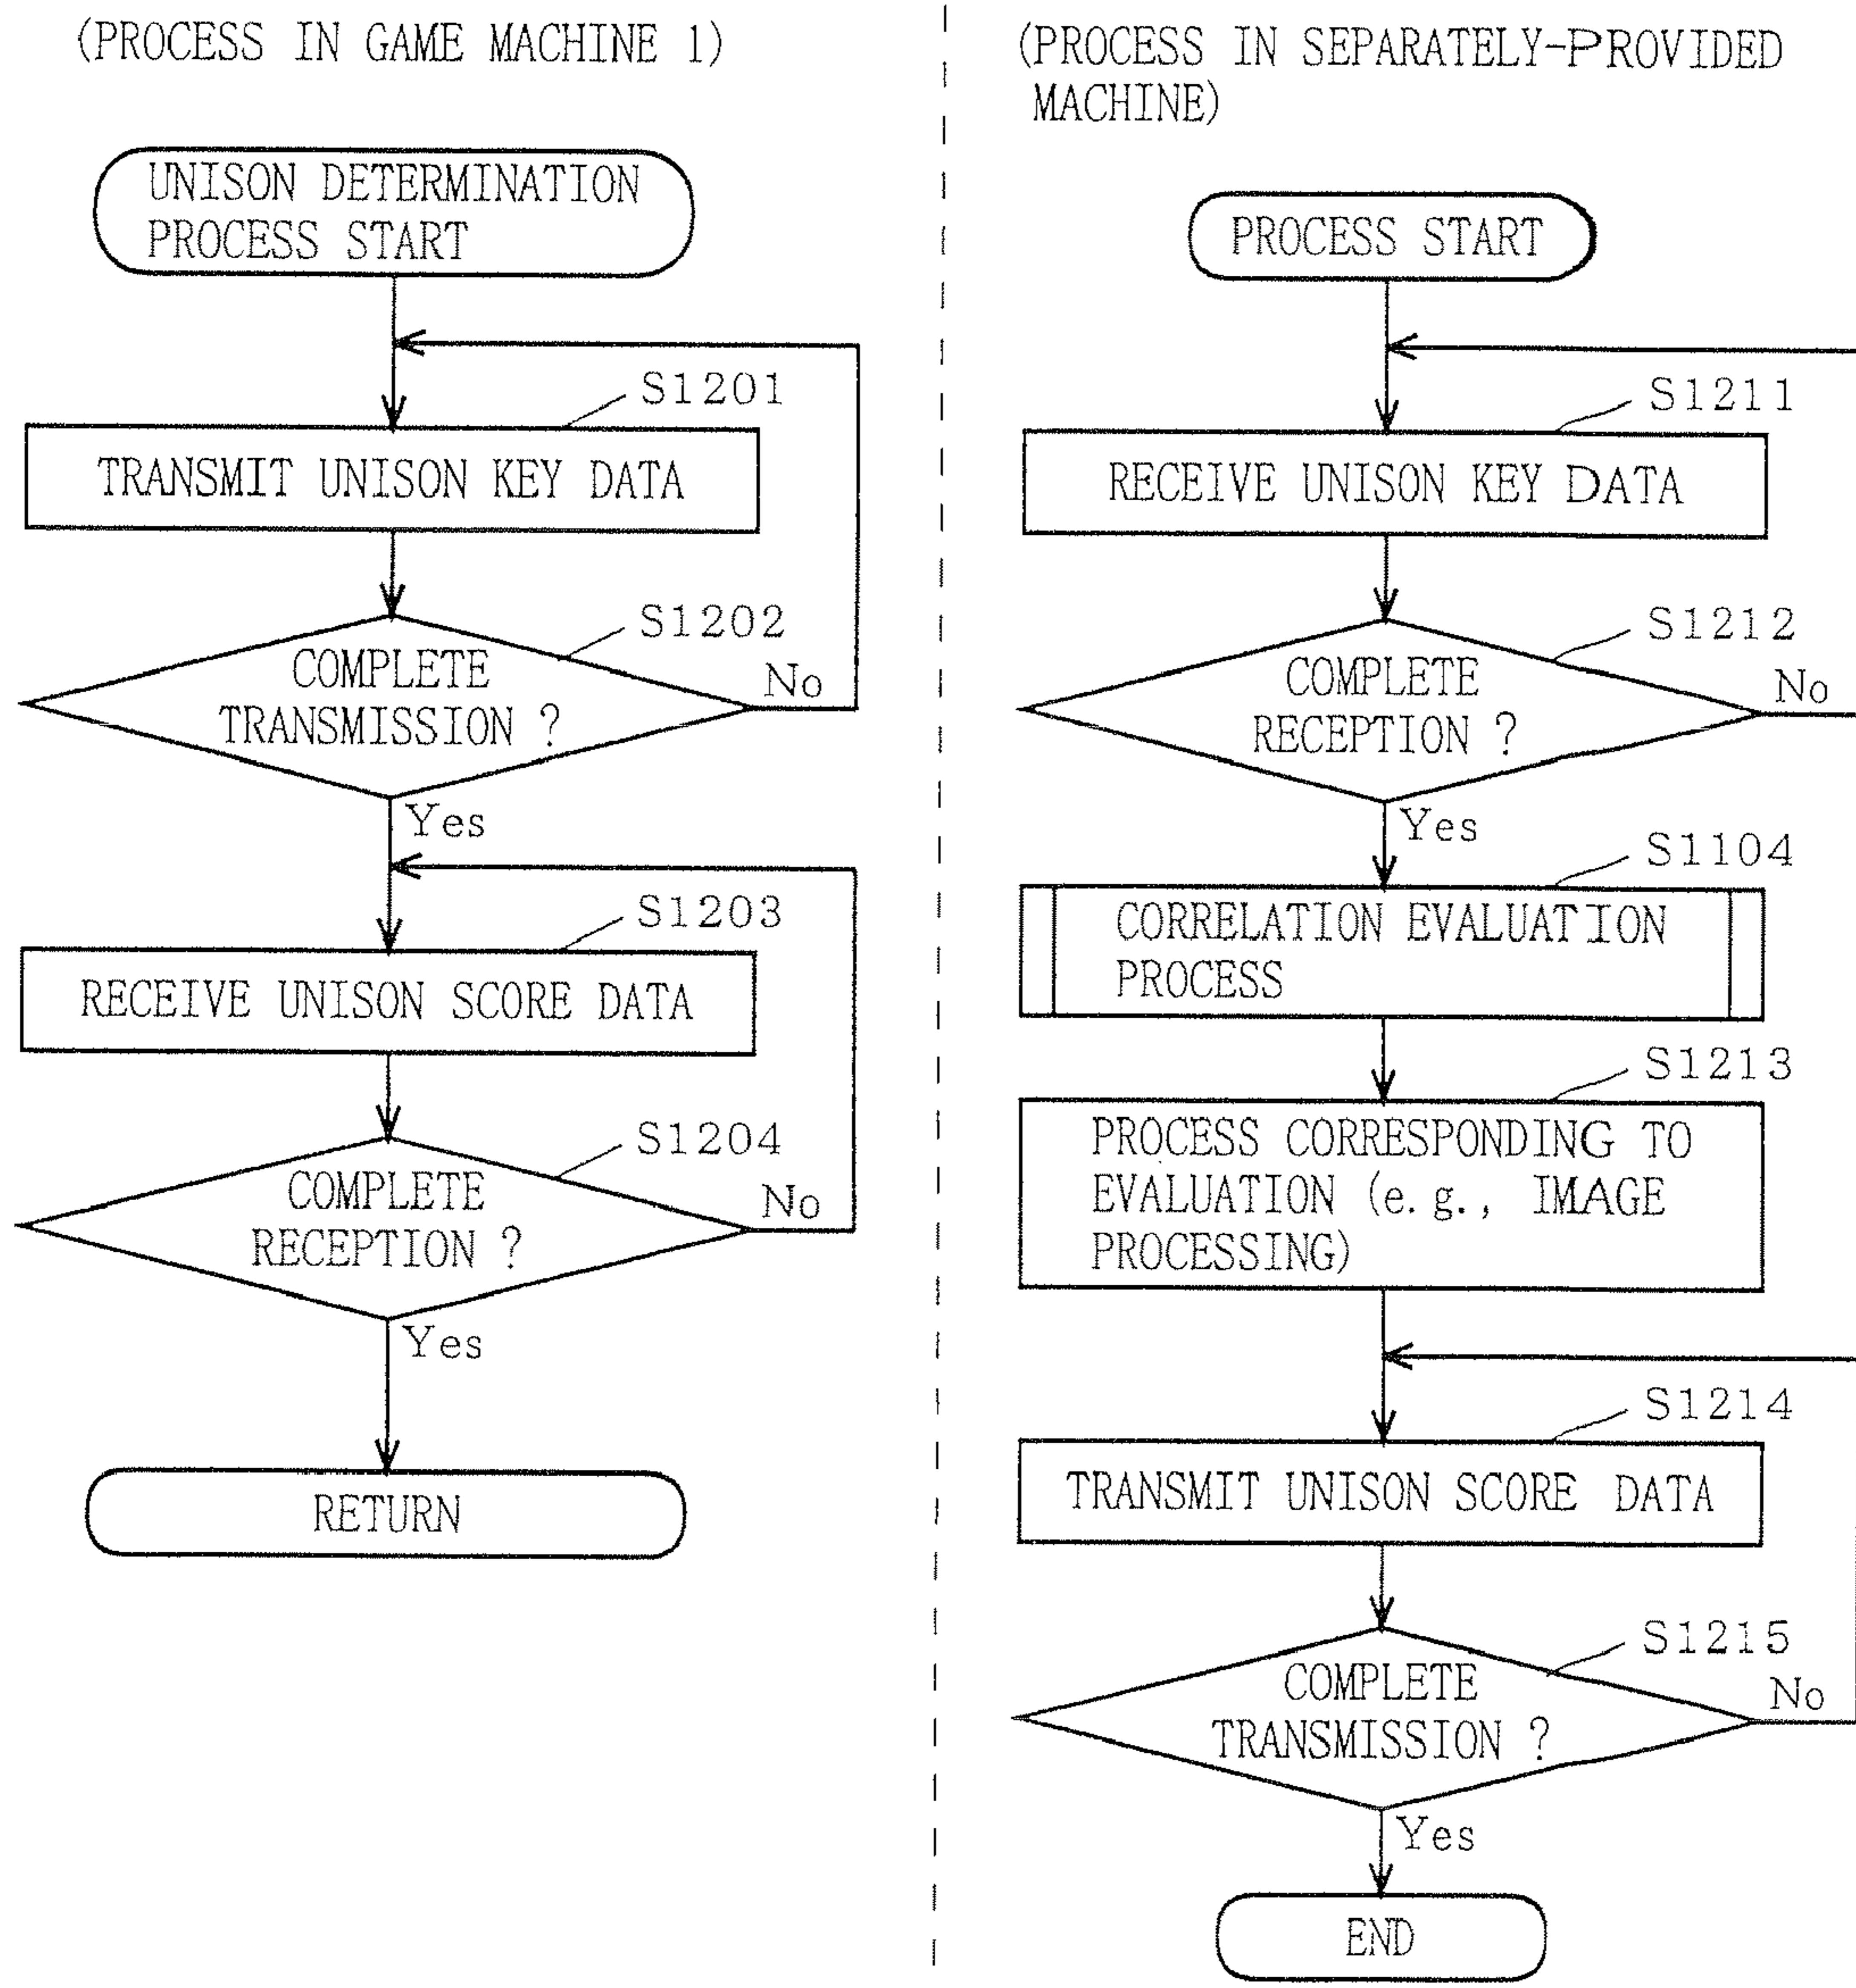 (PROCESS IN GAME MACHINE 1)
UNISON DETERMINATION
PROCESS START
S1201
TRANSMIT UNISON KEY DATA
S1202
COMPLETE
TRANSMISSION ?
No
Yes
S1203
RECEIVE UNISON SCORE DATA
S1204
COMPLETE
RECEPTION ?
No
Yes
RETURN
(PROCESS IN SEPARATELY-PROVIDED
MACHINE)
PROCESS START
S1211
RECEIVE UNISON KEY DATA
S1212
COMPLETE
RECEPTION ?
No
Yes
S1104
CORRELATION EVALUATION
PROCESS
S1213
PROCESS CORRESPONDING TO
EVALUATION (e.g., IMAGE
PROCESSING)
S1214
TRANSMIT UNISON SCORE DATA
S1215
COMPLETE
TRANSMISSION ?
No
Yes
END